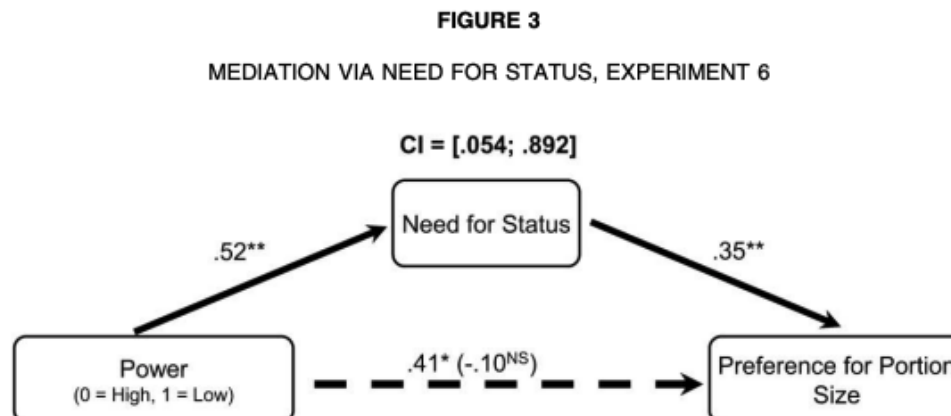 FIGURE 3
MEDIATION VIA NEED FOR STATUS, EXPERIMENT 6
CI = [.054; .892]
Need for Status
.52**
.35**
Power
(0 = High, 1 = Low)
.41* (-.10NS)
Preference for Portion
Size